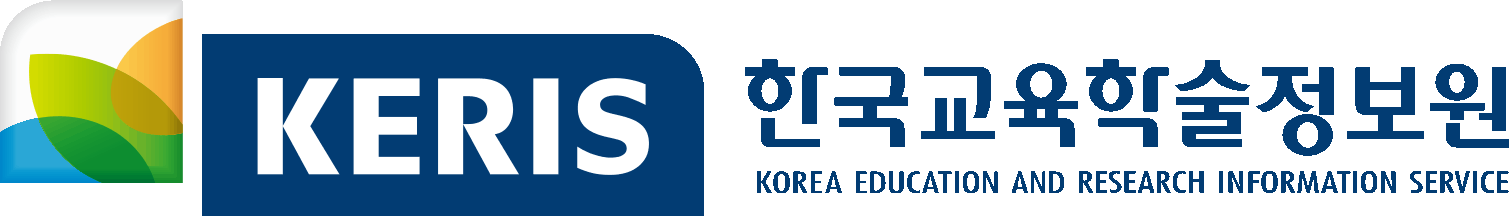 KERIS
한국교육학술정보원
KOREA EDUCATION AND RESEARCH INFORMATION SERVICE